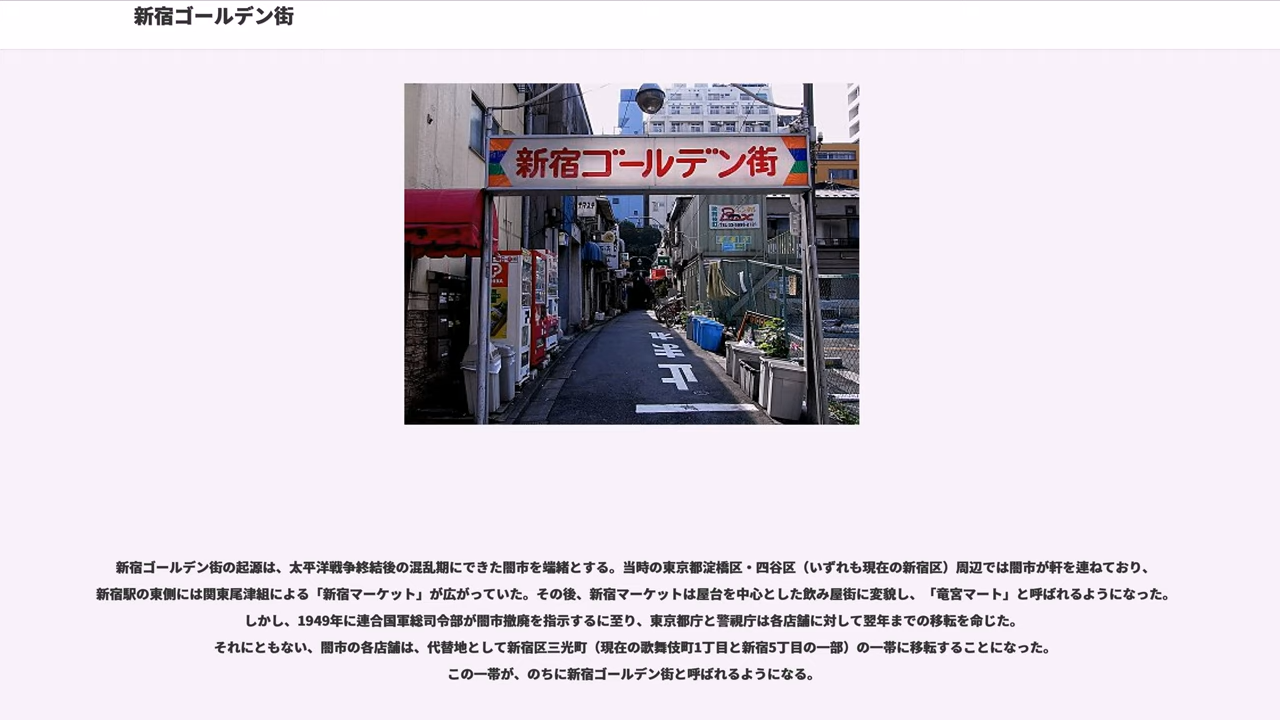 新宿ゴールデン街
新宿ゴールデン街
新宿ゴールデン街の起源は、太平洋戦争終結後の混乱期にできた闇市を端緒とする。当時の東京都淀橋区・四谷区（いずれも現在の新宿区）周辺では闇市が軒を連ねており、
新宿駅の東側には関東尾津組による「新宿マーケット」が広がっていた。その後、新宿マーケットは屋台を中心とした飲み屋街に変貌し、「竜宮マート」と呼ばれるようになった。
しかし、1949年に連合国軍総司令部が闇市撤廃を指示するに至り、東京都庁と警視庁は各店舗に対して翌年までの移転を命じた。
それにともない、闇市の各店舗は、代替地として新宿区三光町（現在の歌舞伎町1丁目と新宿5丁目の一部）の一帯に移転することになった。
この一帯が、のちに新宿ゴールデン街と呼ばれるようになる。